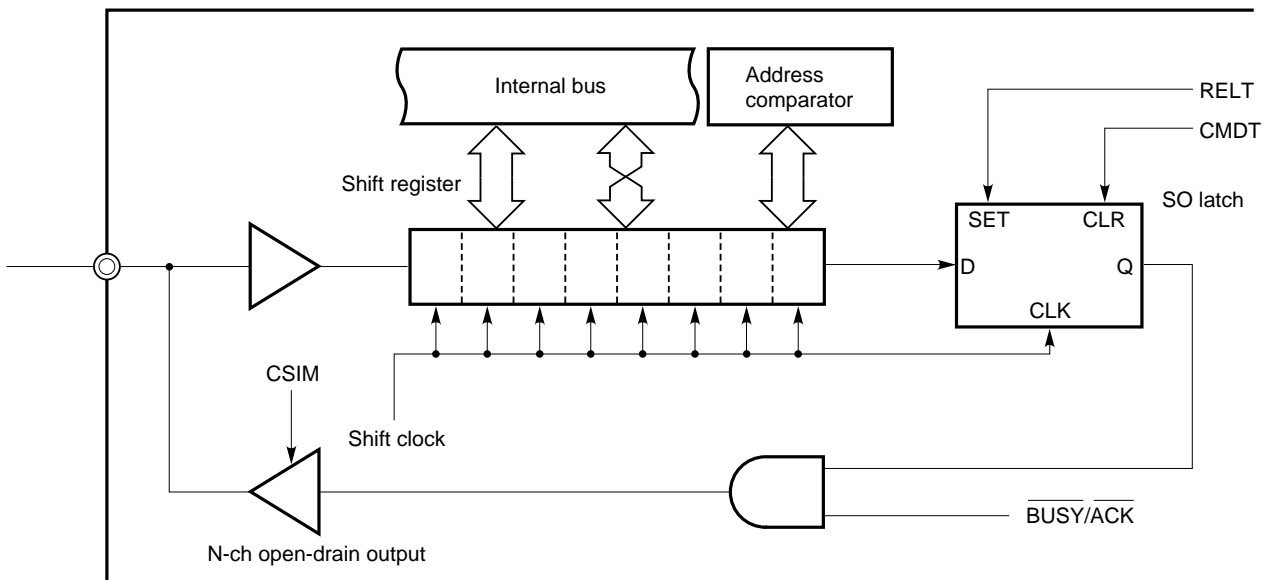 Internal bus
Address
comparator
RELT
CMDT
Shift register
SO latch
SET
CLR
D
Q
CLK
CSIM
Shift clock
BUSY/ACK
N-ch open-drain output